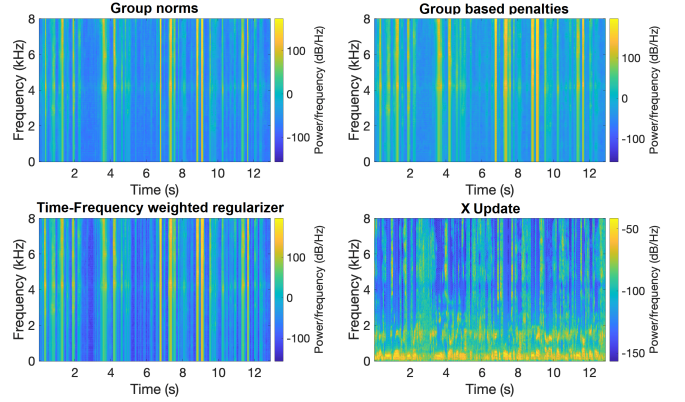 Group norms
8
6
4
2
0
Frequency (kHz)
2 4 6 8 10 12
Time (s)
100
0
-100
Power/frequency (dB/Hz)
Group based penalties
8
6
4
2
0
Frequency (kHz)
2 4 6 8 10 12
Time (s)
100
0
-100
Power/frequency (dB/Hz)
Time-Frequency weighted regularizer
8
6
4
2
0
Frequency (kHz)
2 4 6 8 10 12
Time (s)
100
0
-100
Power/frequency (dB/Hz)
X Update
8
6
4
2
0
Frequency (kHz)
2 4 6 8 10 12
Time (s)
-50
-100
-150
Power/frequency (dB/Hz)